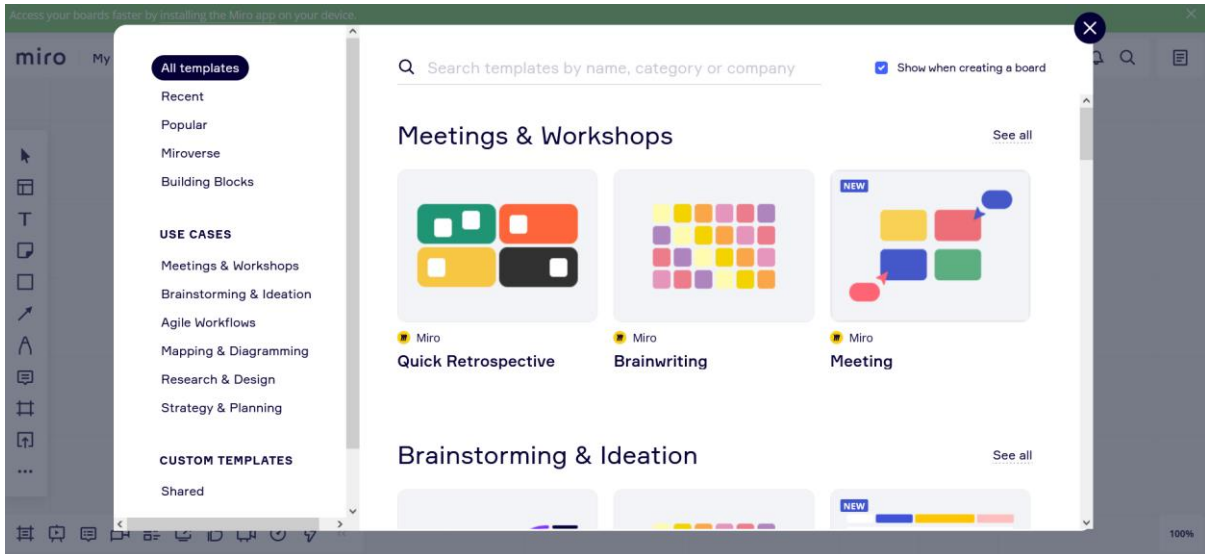 Access your boards faster by installing the Miro app on your device.
miro
My
All templates
Recent
Popular
Miroverse
Building Blocks
USE CASES
Meetings & Workshops
Brainstorming & Ideation
Agile Workflows
Mapping & Diagramming
Research & Design
Strategy & Planning
CUSTOM TEMPLATES
Shared
Search templates by name, category or company
Show when creating a board
Meetings & Workshops
See all
NEW
Miro
Quick Retrospective
Miro
Brainwriting
Miro
Meeting
Brainstorming & Ideation
See all
NEW
100%